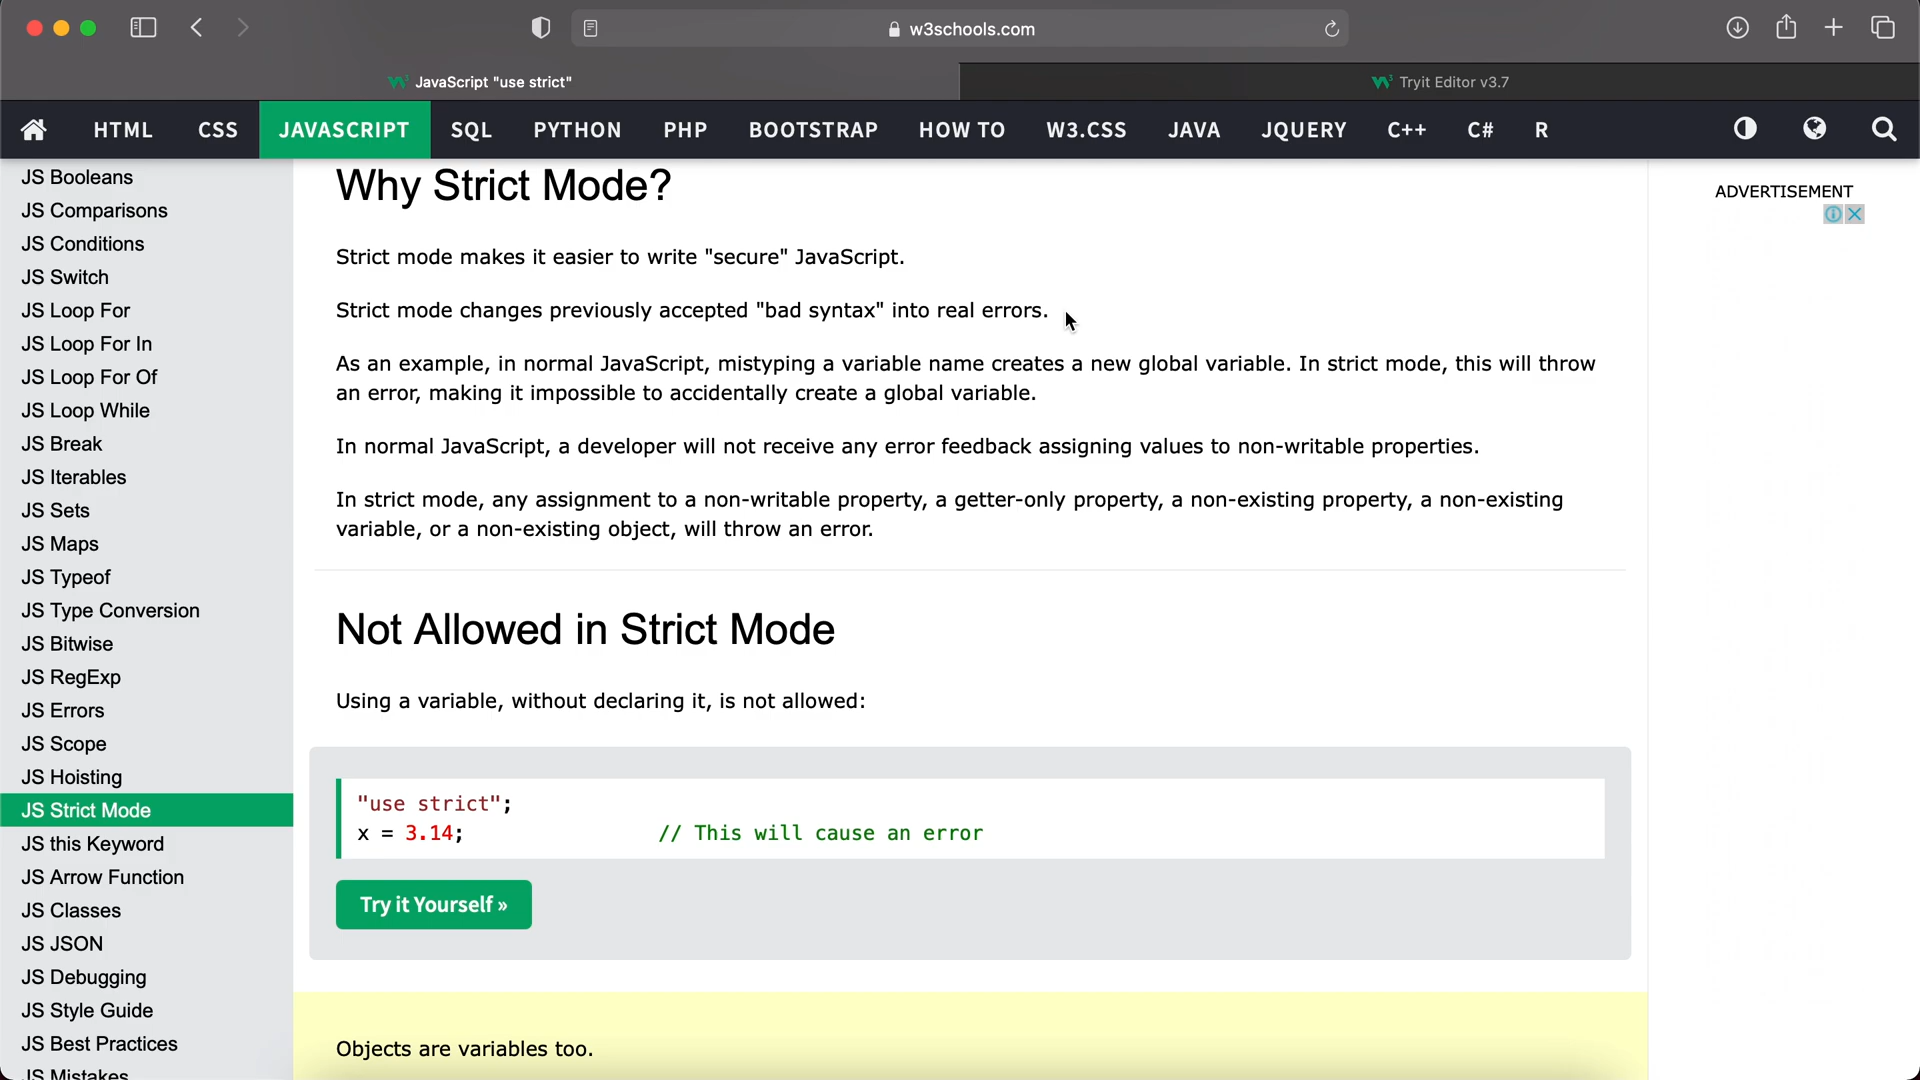 w3schools.com
JavaScript "use strict"
Tryit Editor v3.7
HTML CSS JAVASCRIPT SQL PYTHON PHP BOOTSTRAP HOW TO W3.CSS JAVA JQUERY C++ C# R
JS Booleans
JS Comparisons
JS Conditions
JS Switch
JS Loop For
JS Loop For In
JS Loop For Of
JS Loop While
JS Break
JS Iterables
JS Sets
JS Maps
JS Typeof
JS Type Conversion
JS Bitwise
JS RegExp
JS Errors
JS Scope
JS Hoisting
JS Strict Mode
JS this Keyword
JS Arrow Function
JS Classes
JS JSON
JS Debugging
JS Style Guide
JS Best Practices
JS Mistakes
Why Strict Mode?
Strict mode makes it easier to write "secure" JavaScript.
Strict mode changes previously accepted "bad syntax" into real errors.
As an example, in normal JavaScript, mistyping a variable name creates a new global variable. In strict mode, this will throw
an error, making it impossible to accidentally create a global variable.
In normal JavaScript, a developer will not receive any error feedback assigning values to non-writable properties.
In strict mode, any assignment to a non-writable property, a getter-only property, a non-existing property, a non-existing
variable, or a non-existing object, will throw an error.
Not Allowed in Strict Mode
Using a variable, without declaring it, is not allowed:
"use strict";
x = 3.14; // This will cause an error
Try it Yourself »
Objects are variables too.
ADVERTISEMENT